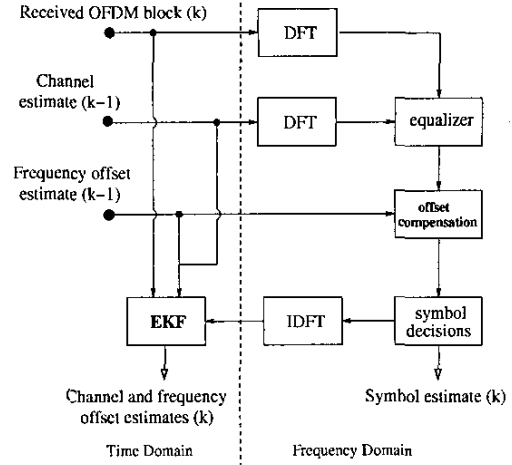 Received OFDM block (k)
DFT
Channel
estimate (k−1)
DFT
equalizer
Frequency offset
estimate (k−1)
offset
compensation
EKF
IDFT
symbol
decisions
Channel and frequency
offset estimates (k)
Symbol estimate (k)
Time Domain
Frequency Domain